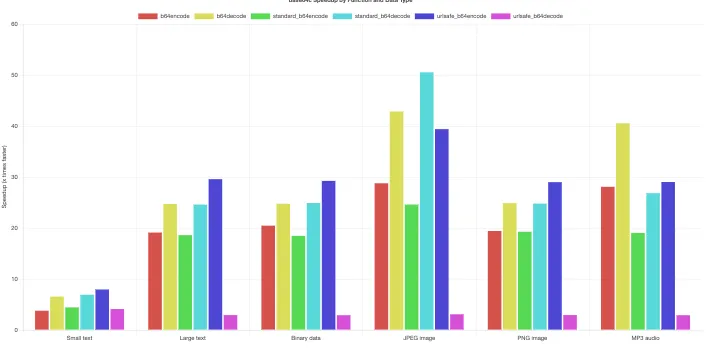 Base64c Speedup by Function and Data Type
b64encode b64decode standard_b64encode standard_b64decode urlsafe_b64encode urlsafe_b64decode
60
50
40
30
20
10
0
Speedup (x times faster)
Small text Large text Binary data JPEG image PNG image MP3 audio